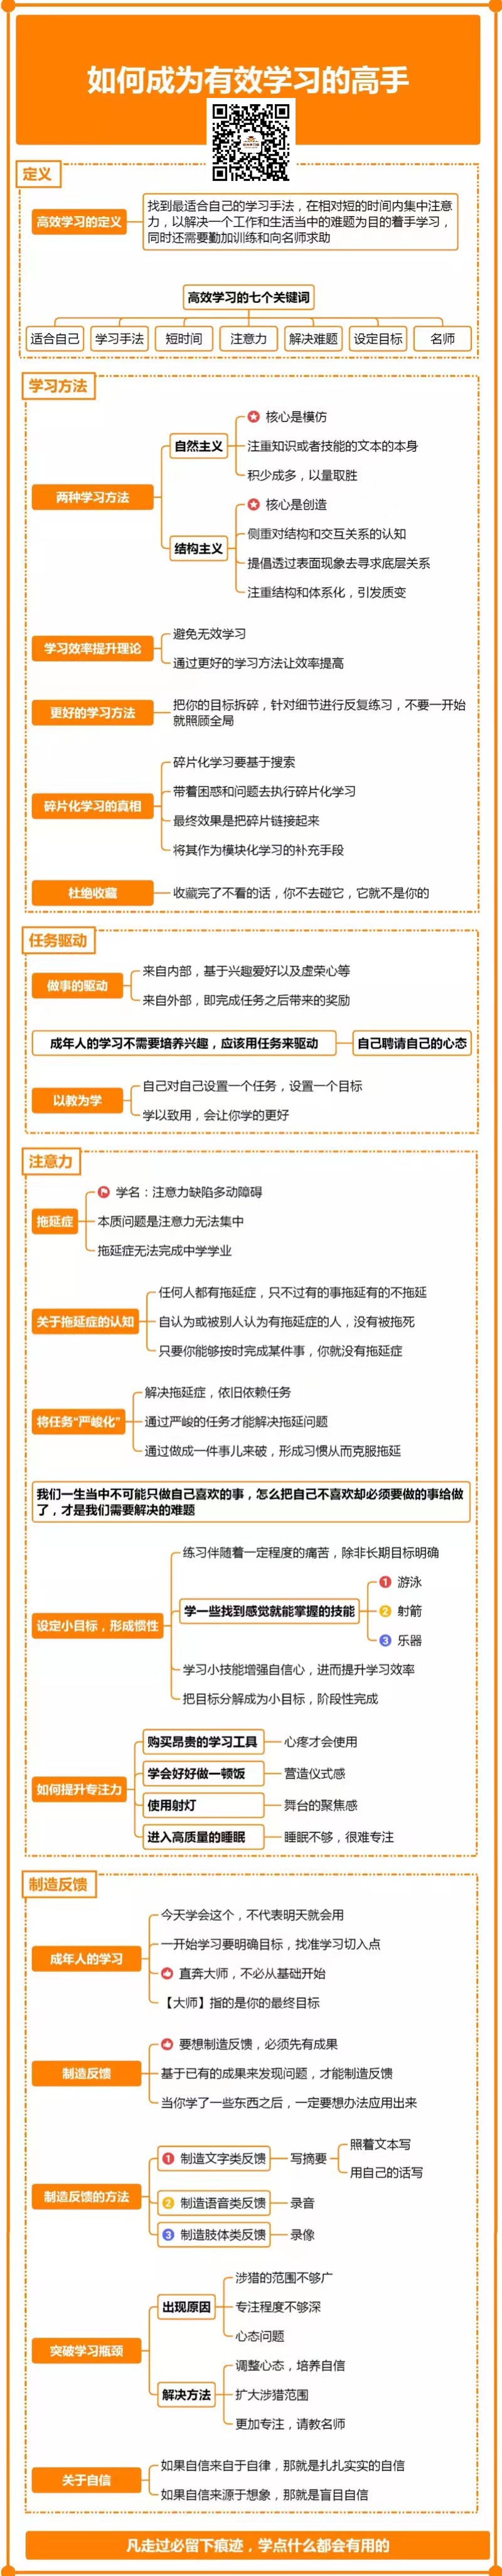 如何成为有效学习的高手
定义
高效学习的定义
找到最适合自己的学习手法，在相对短的时间内集中注意
力，以解决一个工作和生活当中的难题为目的着手学习，
同时还需要勤加训练和向名师求助
高效学习的七个关键词
适合自己
学习手法
短时间
注意力
解决难题
设定目标
名师
学习方法
两种学习方法
自然主义
核心是模仿
注重知识或者技能的文本的本身
积少成多，以量取胜
结构主义
核心是创造
侧重对结构和交互关系的认知
提倡透过表面现象去寻求底层关系
注重结构和体系化，引发质变
学习效率提升理论
避免无效学习
通过更好的学习方法让效率提高
更好的学习方法
把你的目标拆碎，针对细节进行反复练习，不要一开始
就照顾全局
碎片化学习的真相
碎片化学习要基于搜索
带着困惑和问题去执行碎片化学习
最终效果是把碎片链接起来
将其作为模块化学习的补充手段
杜绝收藏
收藏完了不看的话，你不去碰它，它就不是你的
任务驱动
做事的驱动
来自内部，基于兴趣爱好以及虚荣心等
来自外部，即完成任务之后带来的奖励
成年人的学习不需要培养兴趣，应该用任务来驱动
自己聘请自己的心态
以教为学
自己对自己设置一个任务，设置一个目标
学以致用，会让你学的更好
注意力
拖延症
学名：注意力缺陷多动障碍
本质问题是注意力无法集中
拖延症无法完成中学学业
关于拖延症的认知
任何人都有拖延症，只不过有的事拖延有的不拖延
自认为或被别人认为有拖延症的人，没有被拖死
只要你能够按时完成某件事，你就没有拖延症
将任务“严峻化”
解决拖延症，依旧依赖任务
通过严峻的任务才能解决拖延问题
通过做成一件事儿来破，形成习惯从而克服拖延
我们一生当中不可能只做自己喜欢的事，怎么把自己不喜欢却必须要做的事给做
了，才是我们需要解决的难题
设定小目标，形成惯性
练习伴随着一定程度的痛苦，除非长期目标明确
学一些找到感觉就能掌握的技能
1 游泳
2 射箭
3 乐器
学习小技能增强自信心，进而提升学习效率
把目标分解成为小目标，阶段性完成
如何提升专注力
购买昂贵的学习工具
心疼才会使用
学会好好做一顿饭
营造仪式感
使用射灯
舞台的聚焦感
进入高质量的睡眠
睡眠不够，很难专注
制造反馈
成年人的学习
今天学会这个，不代表明天就会用
一开始学习要明确目标，找准学习切入点
直奔大师，不必从基础开始
【大师】指的是你的最终目标
制造反馈
要想制造反馈，必须先有成果
基于已有的成果来发现问题，才能制造反馈
当你学了一些东西之后，一定要想办法应用出来
制造反馈的方法
1 制造文字类反馈
写摘要
照着文本写
用自己的话写
2 制造语音类反馈
录音
3 制造肢体类反馈
录像
突破学习瓶颈
出现原因
涉猎的范围不够广
专注程度不够深
心态问题
解决方法
调整心态，培养自信
扩大涉猎范围
更加专注，请教名师
关于自信
如果自信来自于自律，那就是扎扎实实的自信
如果自信来源于想象，那就是盲目自信
凡走过必留下痕迹，学点什么都会有用的